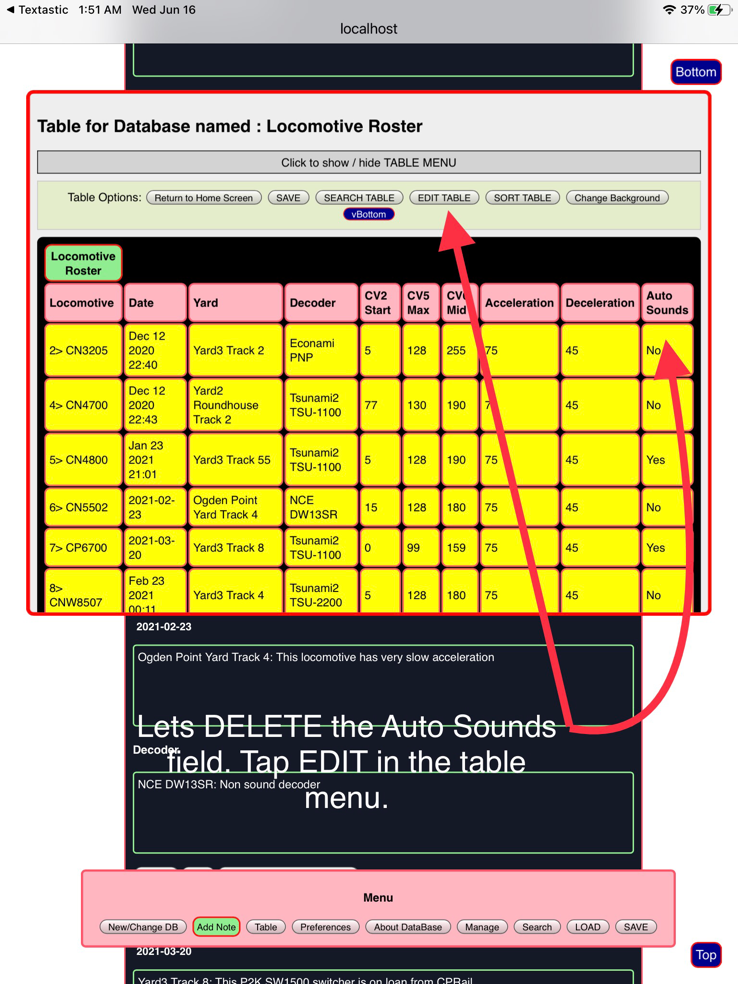 Textastic 1:51 AM Wed Jun 16 37%
localhost
Bottom
Table for Database named : Locomotive Roster
Click to show / hide TABLE MENU
Table Options: Return to Home Screen SAVE SEARCH TABLE EDIT TABLE SORT TABLE Change Background
vBottom
Locomotive
Roster
Locomotive Date Yard Decoder CV2 Start CV5 Max Mid Acceleration Deceleration Auto Sounds
2> CN3205 Dec 12 2020 22:40 Yard3 Track 2 Econami PNP 5 128 255 75 45 No
4> CN4700 Dec 12 2020 22:43 Yard2 Roundhouse Track 2 Tsunami2 TSU-1100 77 130 190 45 No
5> CN4800 Jan 23 2021 21:01 Yard3 Track 55 Tsunami2 TSU-1100 5 128 190 75 45 Yes
6> CN5502 2021-02-23 Ogden Point Yard Track 4 NCE DW13SR 15 128 180 75 45 No
7> CP6700 2021-03-20 Yard3 Track 8 Tsunami2 TSU-1100 0 99 159 75 45 Yes
8> CNW8507 Feb 23 2021 00:11 Yard3 Track 4 Tsunami2 TSU-2200 5 128 180 75 45 No
2021-02-23
Ogden Point Yard Track 4: This locomotive has very slow acceleration
Lets DELETE the Auto Sounds
field. Tap EDIT in the table
menu.
Decoder
NCE DW13SR: Non sound decoder
Menu
New/Change DB Add Note Table Preferences About DataBase Manage Search LOAD SAVE
Top
2021-03-20
Yard3 Track 8: This P2K SW1500 switcher is on loan from CPRail